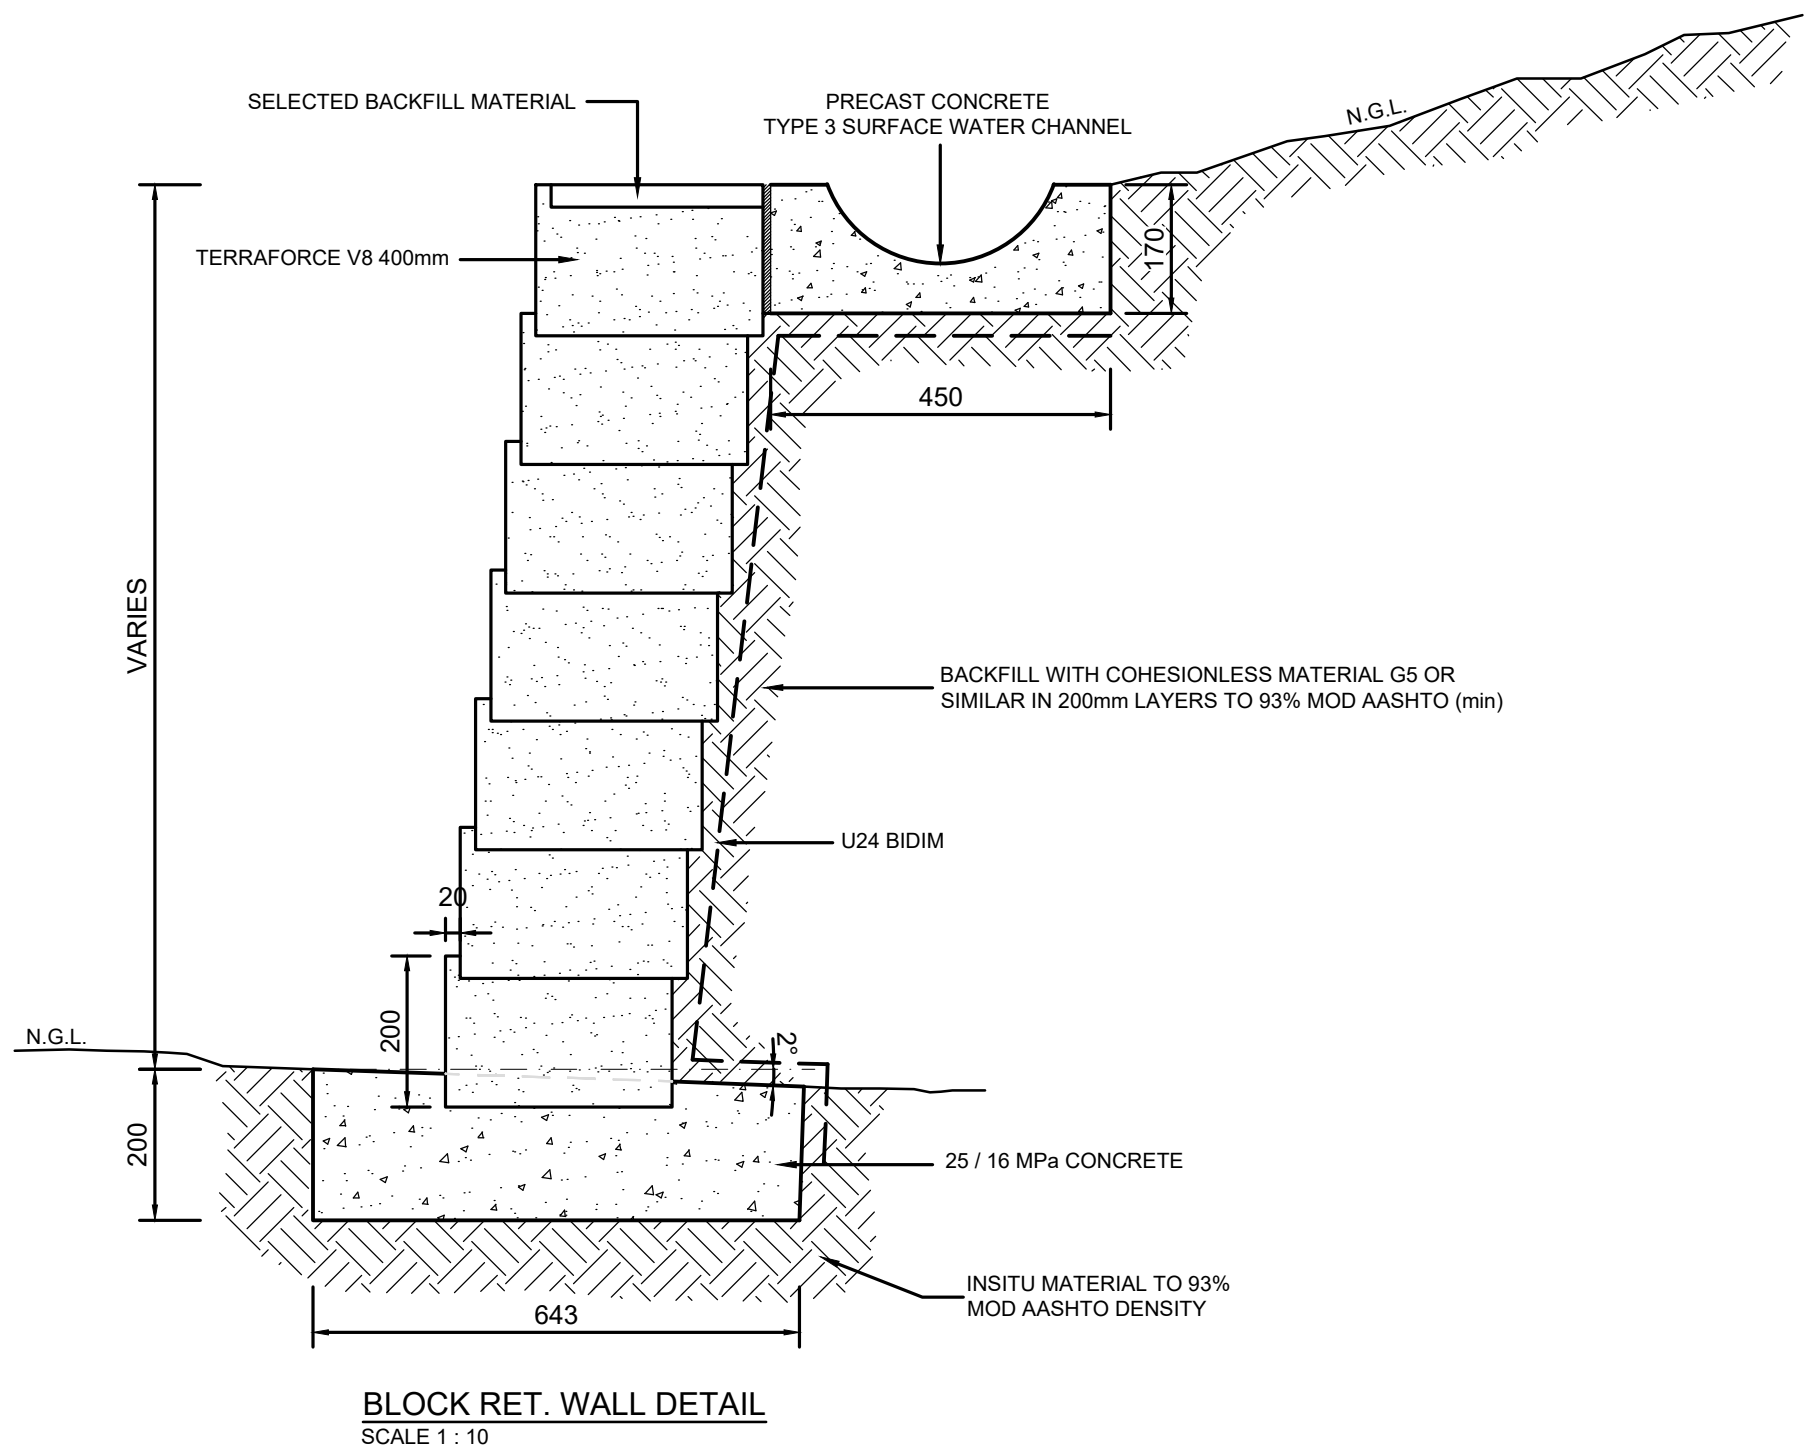 SELECTED BACKFILL MATERIAL
PRECAST CONCRETE
TYPE 3 SURFACE WATER CHANNEL
N.G.L.
TERRAFORCE V8 400mm
170
450
VARIES
BACKFILL WITH COHESIONLESS MATERIAL G5 OR
SIMILAR IN 200mm LAYERS TO 93% MOD AASHTO (min)
U24 BIDIM
20
200
N.G.L.
2°
200
25 / 16 MPa CONCRETE
INSITU MATERIAL TO 93%
MOD AASHTO DENSITY
643
BLOCK RET. WALL DETAIL
SCALE 1 : 10